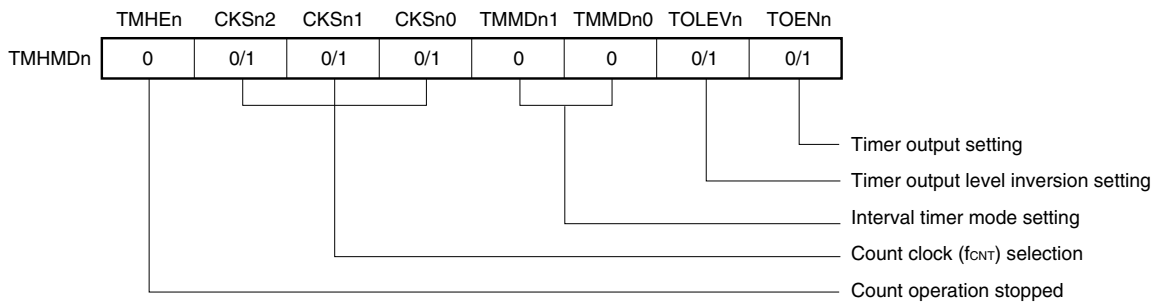 TMHEn CKSn2 CKSn1 CKSn0 TMMDn1 TMMDn0 TOLEVn TOENn
TMHMDn 0 0/1 0/1 0/1 0 0 0/1 0/1
Timer output setting
Timer output level inversion setting
Interval timer mode setting
Count clock (fCNT) selection
Count operation stopped